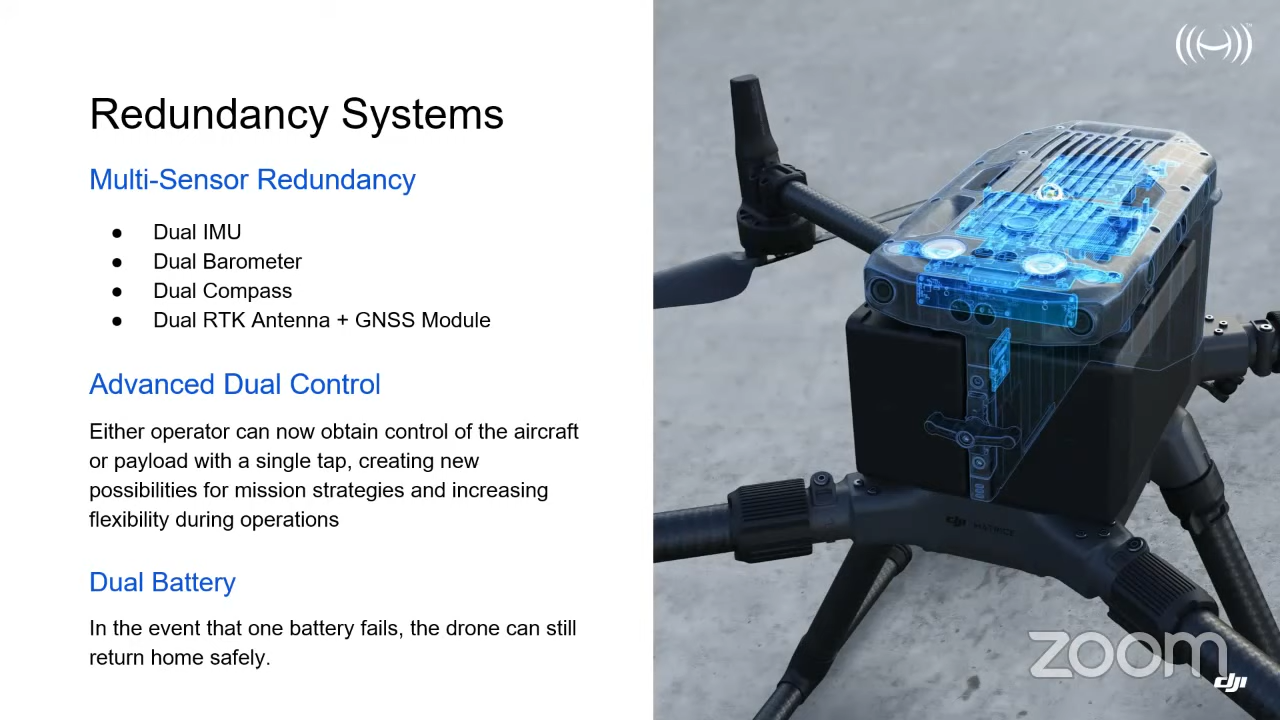 Redundancy Systems
Multi-Sensor Redundancy
● Dual IMU
● Dual Barometer
● Dual Compass
● Dual RTK Antenna + GNSS Module
Advanced Dual Control
Either operator can now obtain control of the aircraft
or payload with a single tap, creating new
possibilities for mission strategies and increasing
flexibility during operations
Dual Battery
In the event that one battery fails, the drone can still
return home safely.
TM
dji MATRICE
zoom
dji